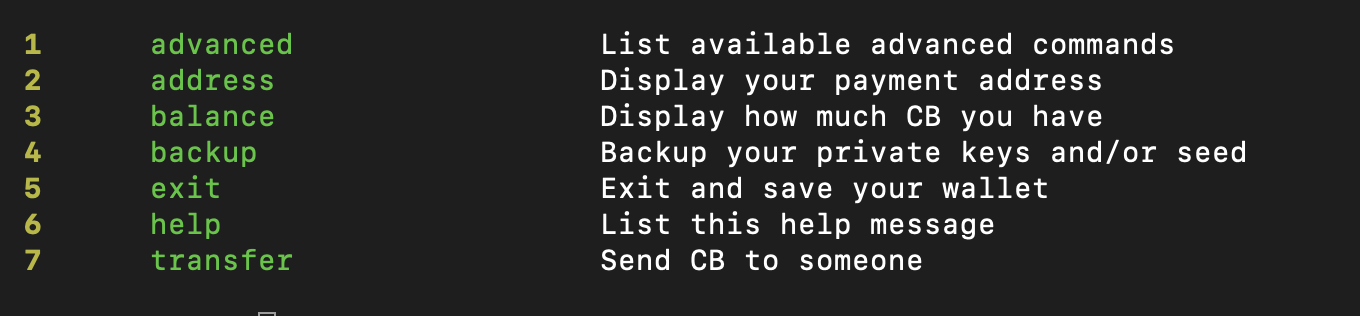 1 advanced List available advanced commands
2 address Display your payment address
3 balance Display how much CB you have
4 backup Backup your private keys and/or seed
5 exit Exit and save your wallet
6 help List this help message
7 transfer Send CB to someone